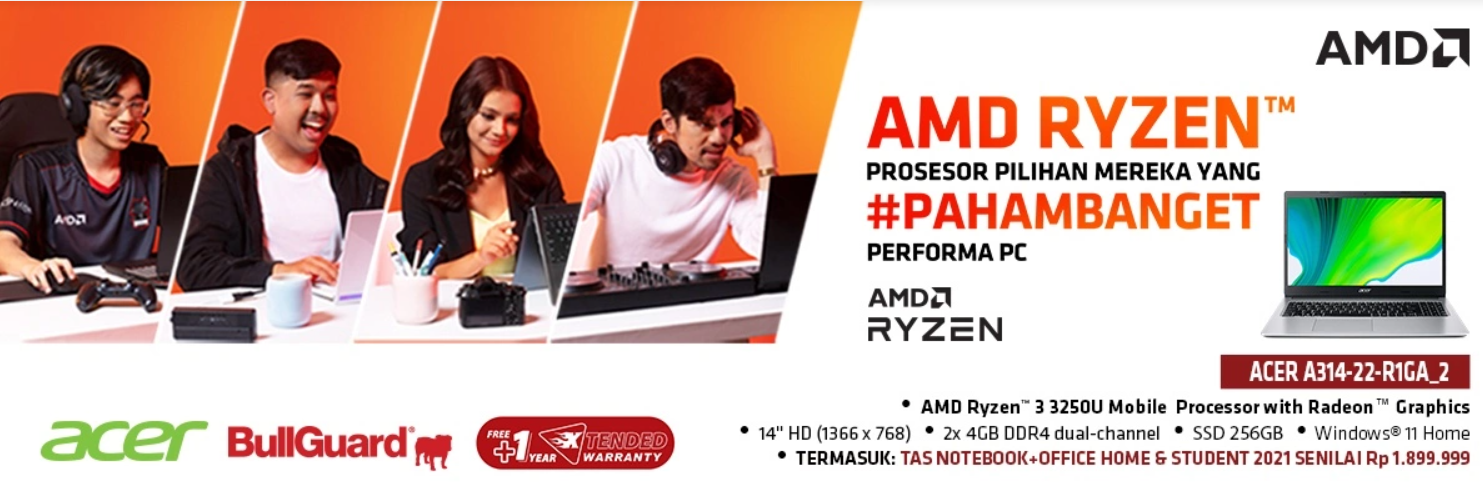 AMD
AMD RYZEN™
PROSESOR PILIHAN MEREKA YANG
#PAHAMBANGET
PERFORMA PC
AMD
RYZEN
AMD
acer
ACER A314-22-R1GA_2
• AMD Ryzen™ 3 3250U Mobile Processor with Radeon™ Graphics
• 14" HD (1366 x 768) • 2x 4GB DDR4 dual-channel • SSD 256GB • Windows® 11 Home
• TERMASUK: TAS NOTEBOOK+OFFICE HOME & STUDENT 2021 SENILAI Rp 1.899.999
acer
BullGuard®
FREE +1 YEAR XTENDED WARRANTY